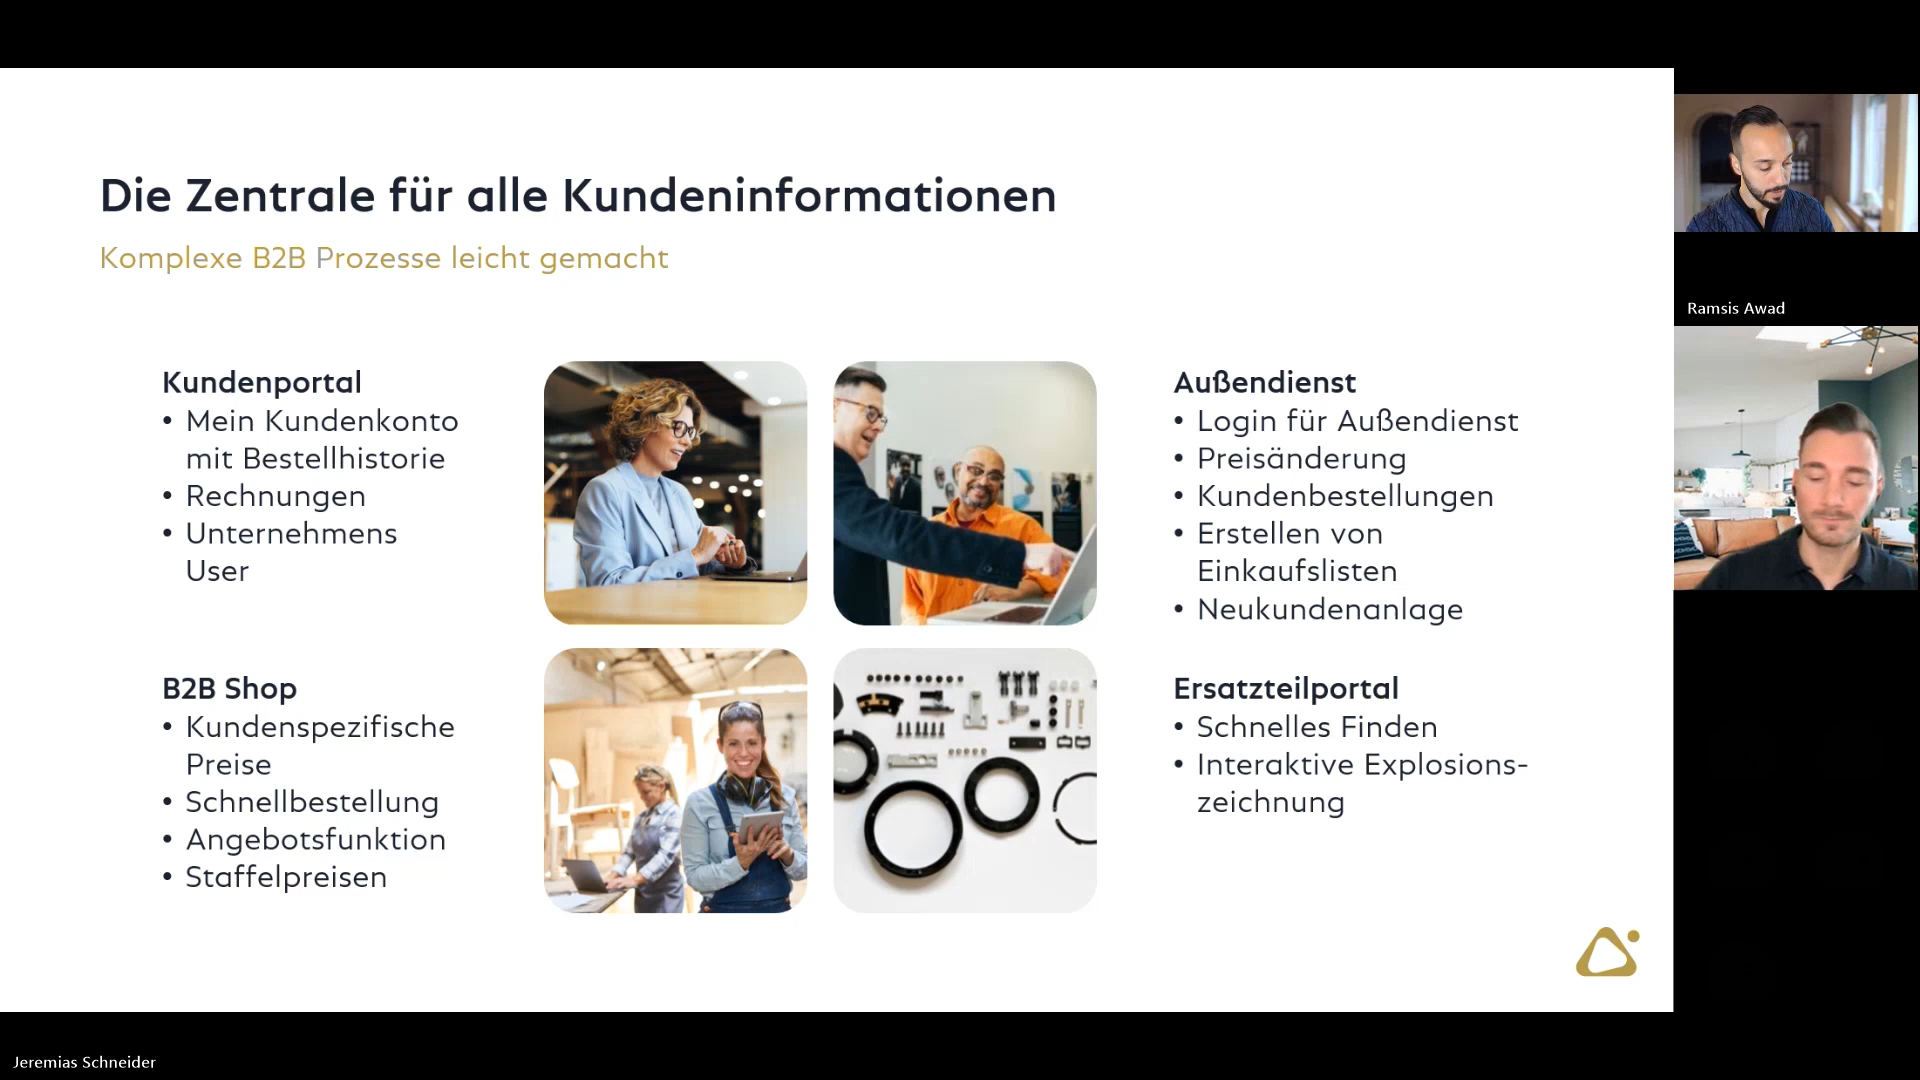 Die Zentrale für alle Kundeninformationen
Komplexe B2B Prozesse leicht gemacht
Kundenportal
• Mein Kundenkonto
mit Bestellhistorie
• Rechnungen
• Unternehmens
User
B2B Shop
• Kundenspezifische
Preise
• Schnellbestellung
• Angebotsfunktion
• Staffelpreisen
Außendienst
• Login für Außendienst
• Preisänderung
• Kundenbestellungen
• Erstellen von
Einkaufslisten
• Neukundenanlage
Ersatzteilportal
• Schnelles Finden
• Interaktive Explosions-
zeichnung
Ramsis Awad
Jeremias Schneider